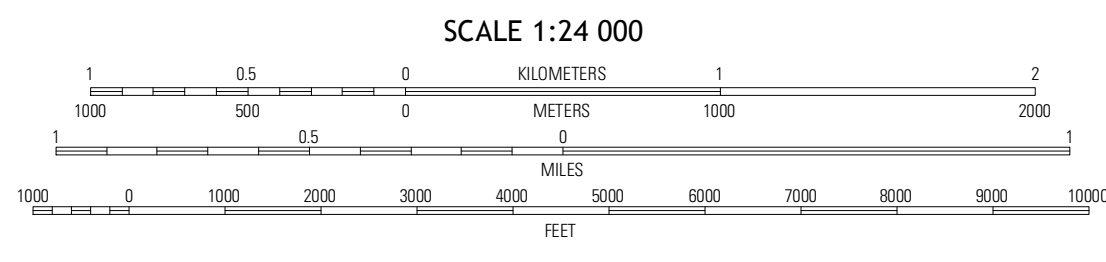 SCALE 1:24 000
1 0.5 0 KILOMETERS 1 2
1000 500 0 METERS 1000 2000
1 0.5 0 1
MILES
1000 0 1000 2000 3000 4000 5000 6000 7000 8000 9000 10000
FEET